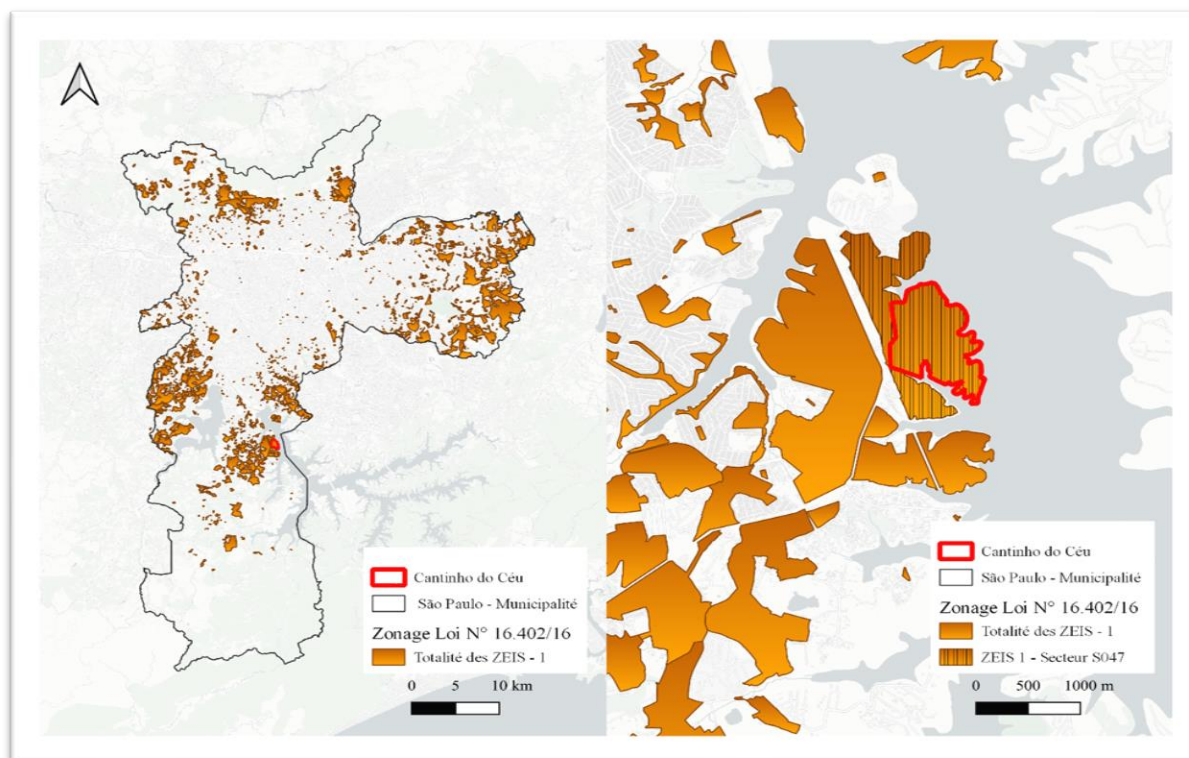 Cantinho do Céu
São Paulo - Municipalité
Zonage Loi N° 16.402/16
Totalité des ZEIS - 1
0 5 10 km
Cantinho do Céu
São Paulo - Municipalité
Zonage Loi N° 16.402/16
Totalité des ZEIS - 1
ZEIS 1 - Secteur S047
0 500 1000 m